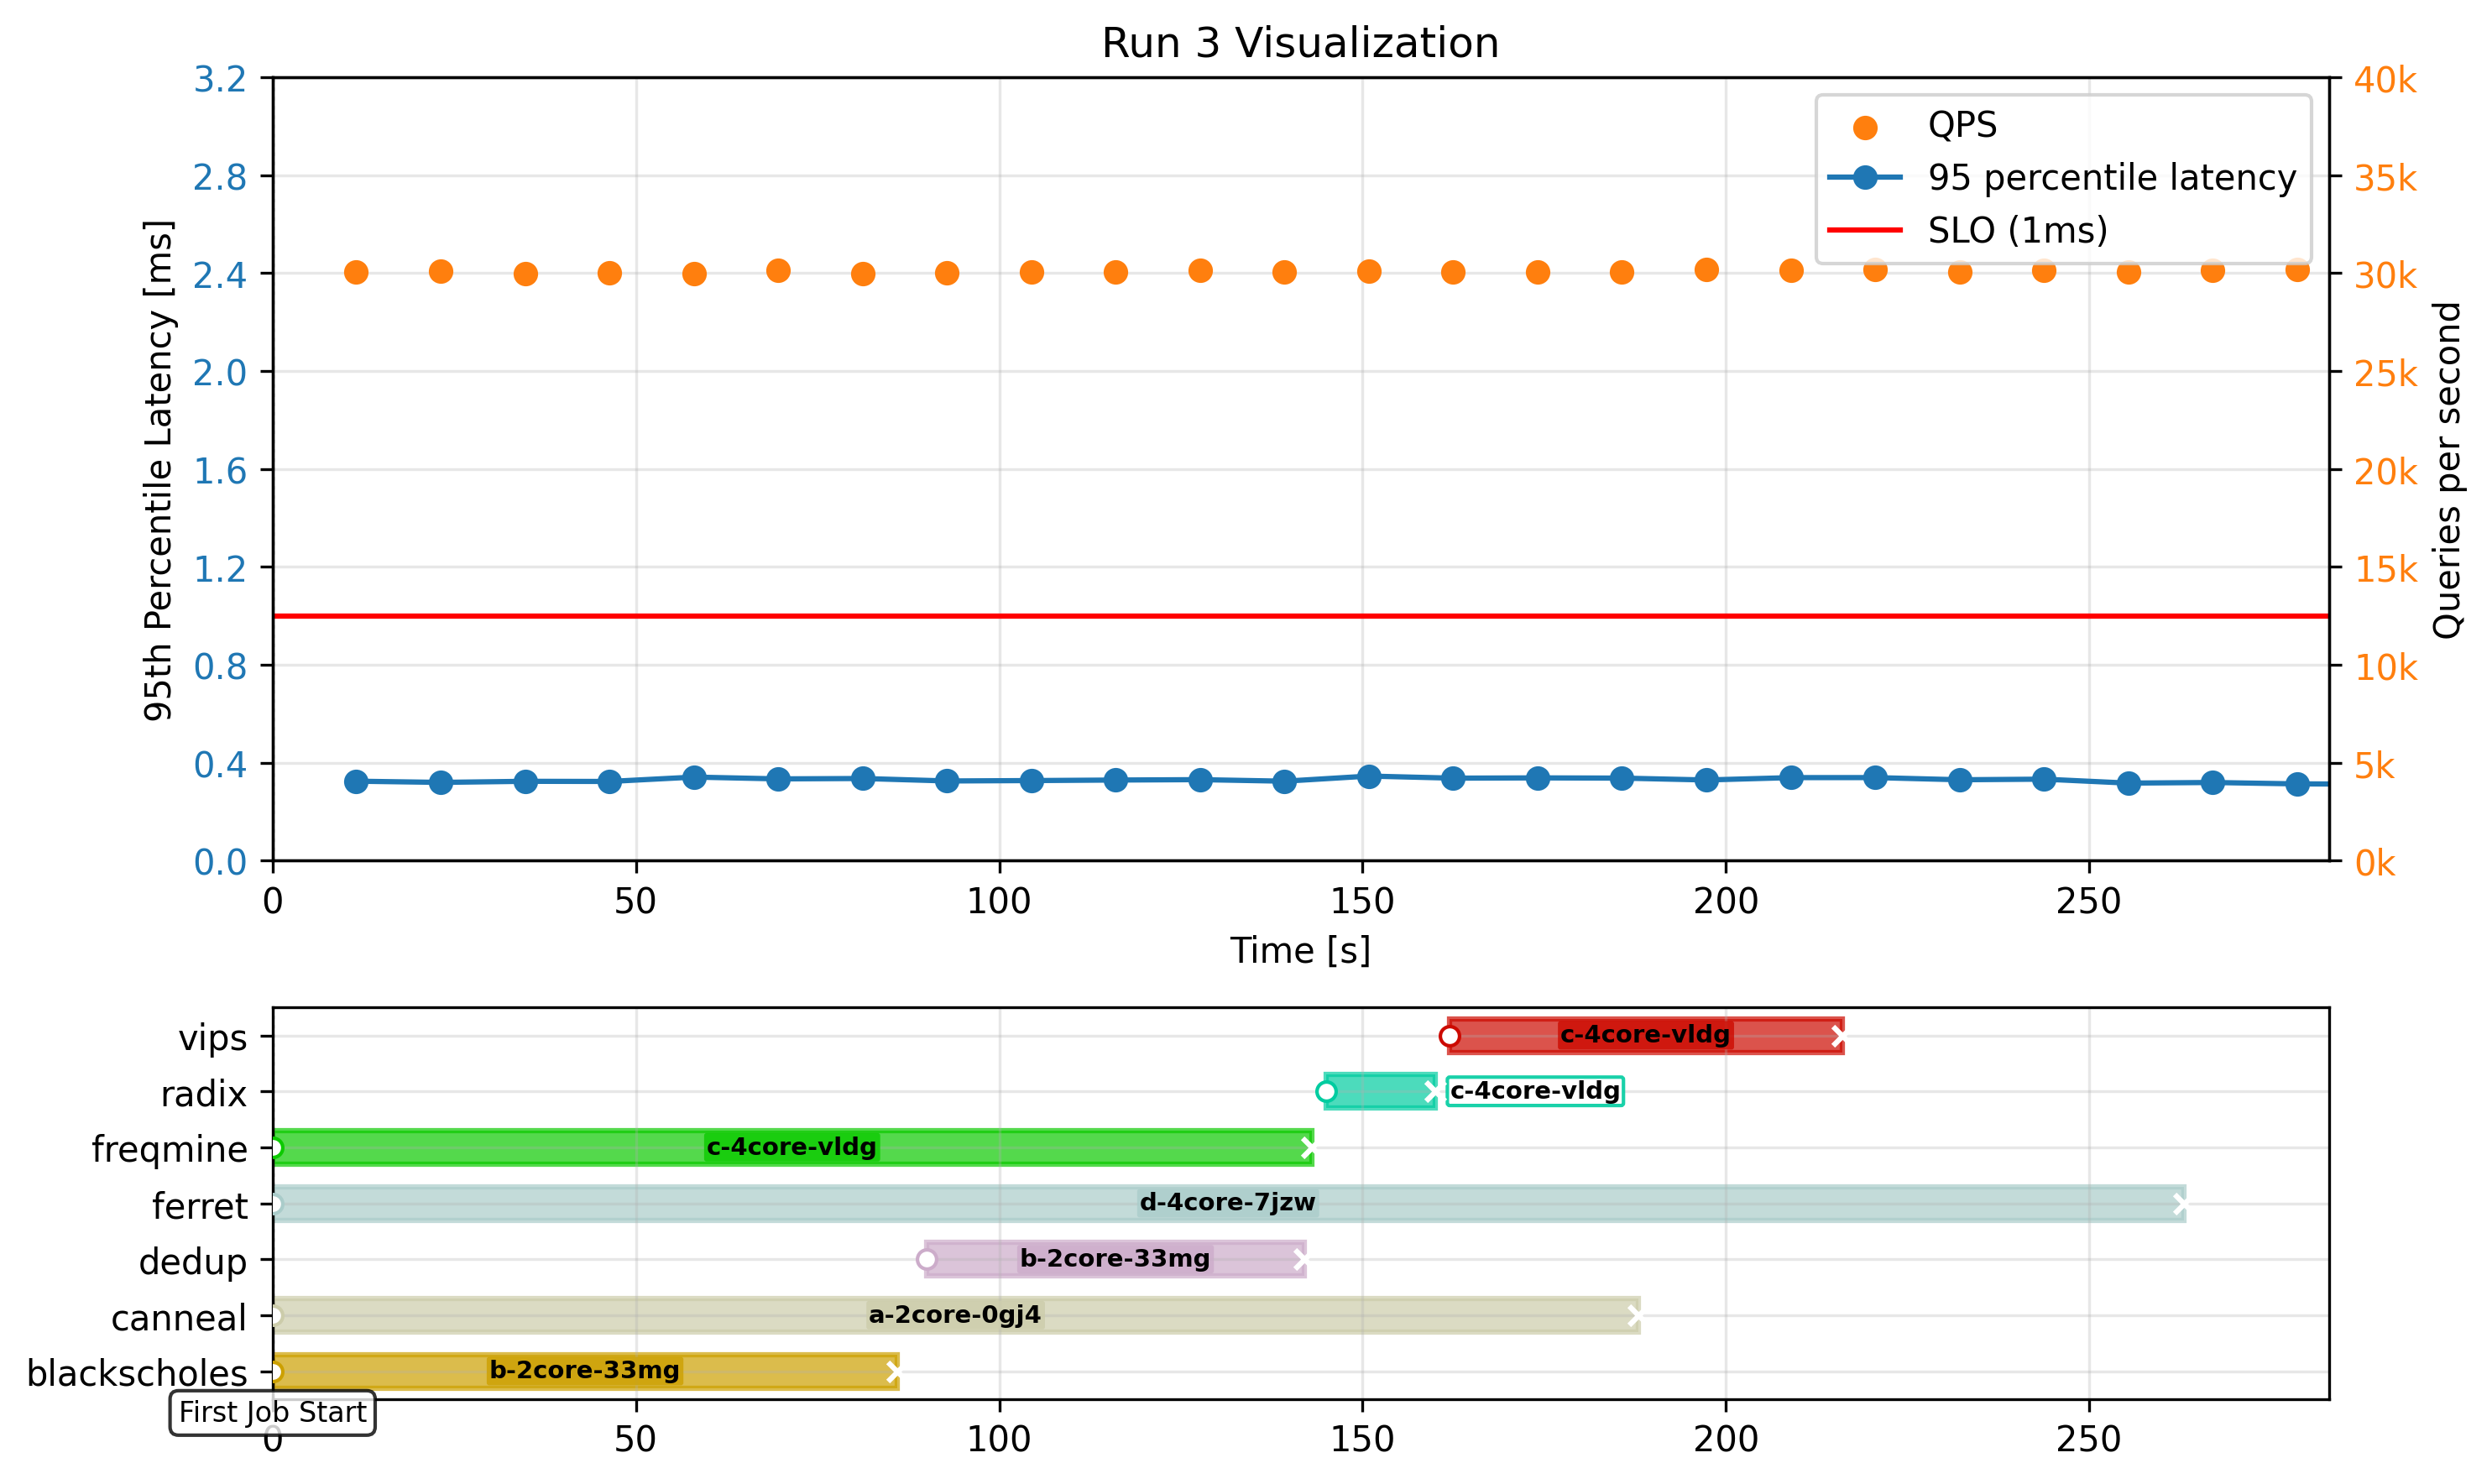 Run 3 Visualization
3.2
2.8
2.4
2.0
1.6
1.2
0.8
0.4
0.0
95th Percentile Latency [ms]
40k
35k
30k
25k
20k
15k
10k
5k
0k
Queries per second
QPS
95 percentile latency
SLO (1ms)
0 50 100 150 200 250
Time [s]
vips c-4core-vldg
radix c-4core-vldg
freqmine c-4core-vldg
ferret d-4core-7jzw
dedup b-2core-33mg
canneal a-2core-0gj4
blackscholes b-2core-33mg
First Job Start
0 50 100 150 200 250